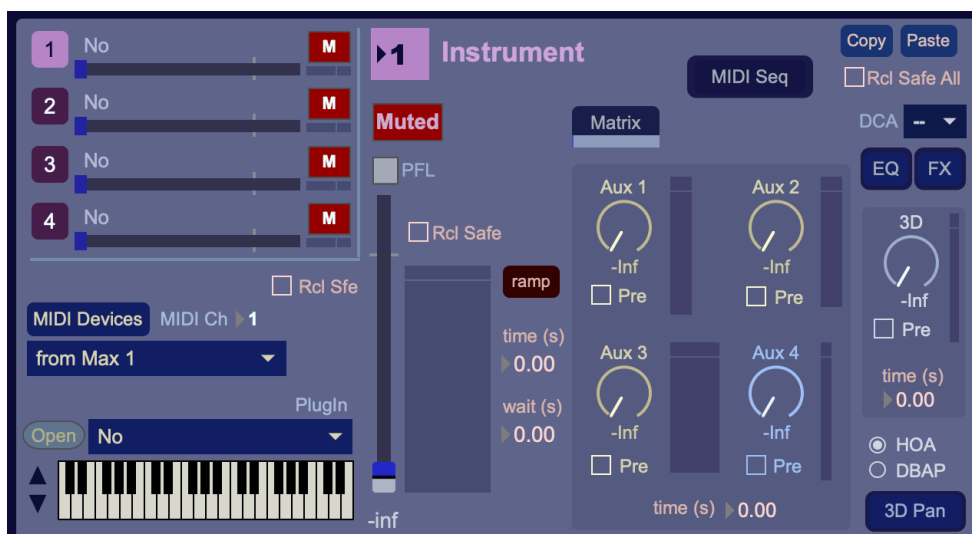 1 No M
2 No M
3 No M
4 No M
Rcl Sfe
MIDI Devices MIDI Ch 1
from Max 1
PlugIn
Open No
1 Instrument
MIDI Seq
Copy Paste
Rcl Safe All
Muted
PFL
Rcl Safe
ramp
time (s)
0.00
wait (s)
0.00
-inf
Matrix
Aux 1 Aux 2
-Inf -Inf
Pre Pre
Aux 3 Aux 4
-Inf -Inf
Pre Pre
time (s) 0.00
DCA --
EQ FX
3D
-Inf
Pre
time (s)
0.00
HOA
DBAP
3D Pan